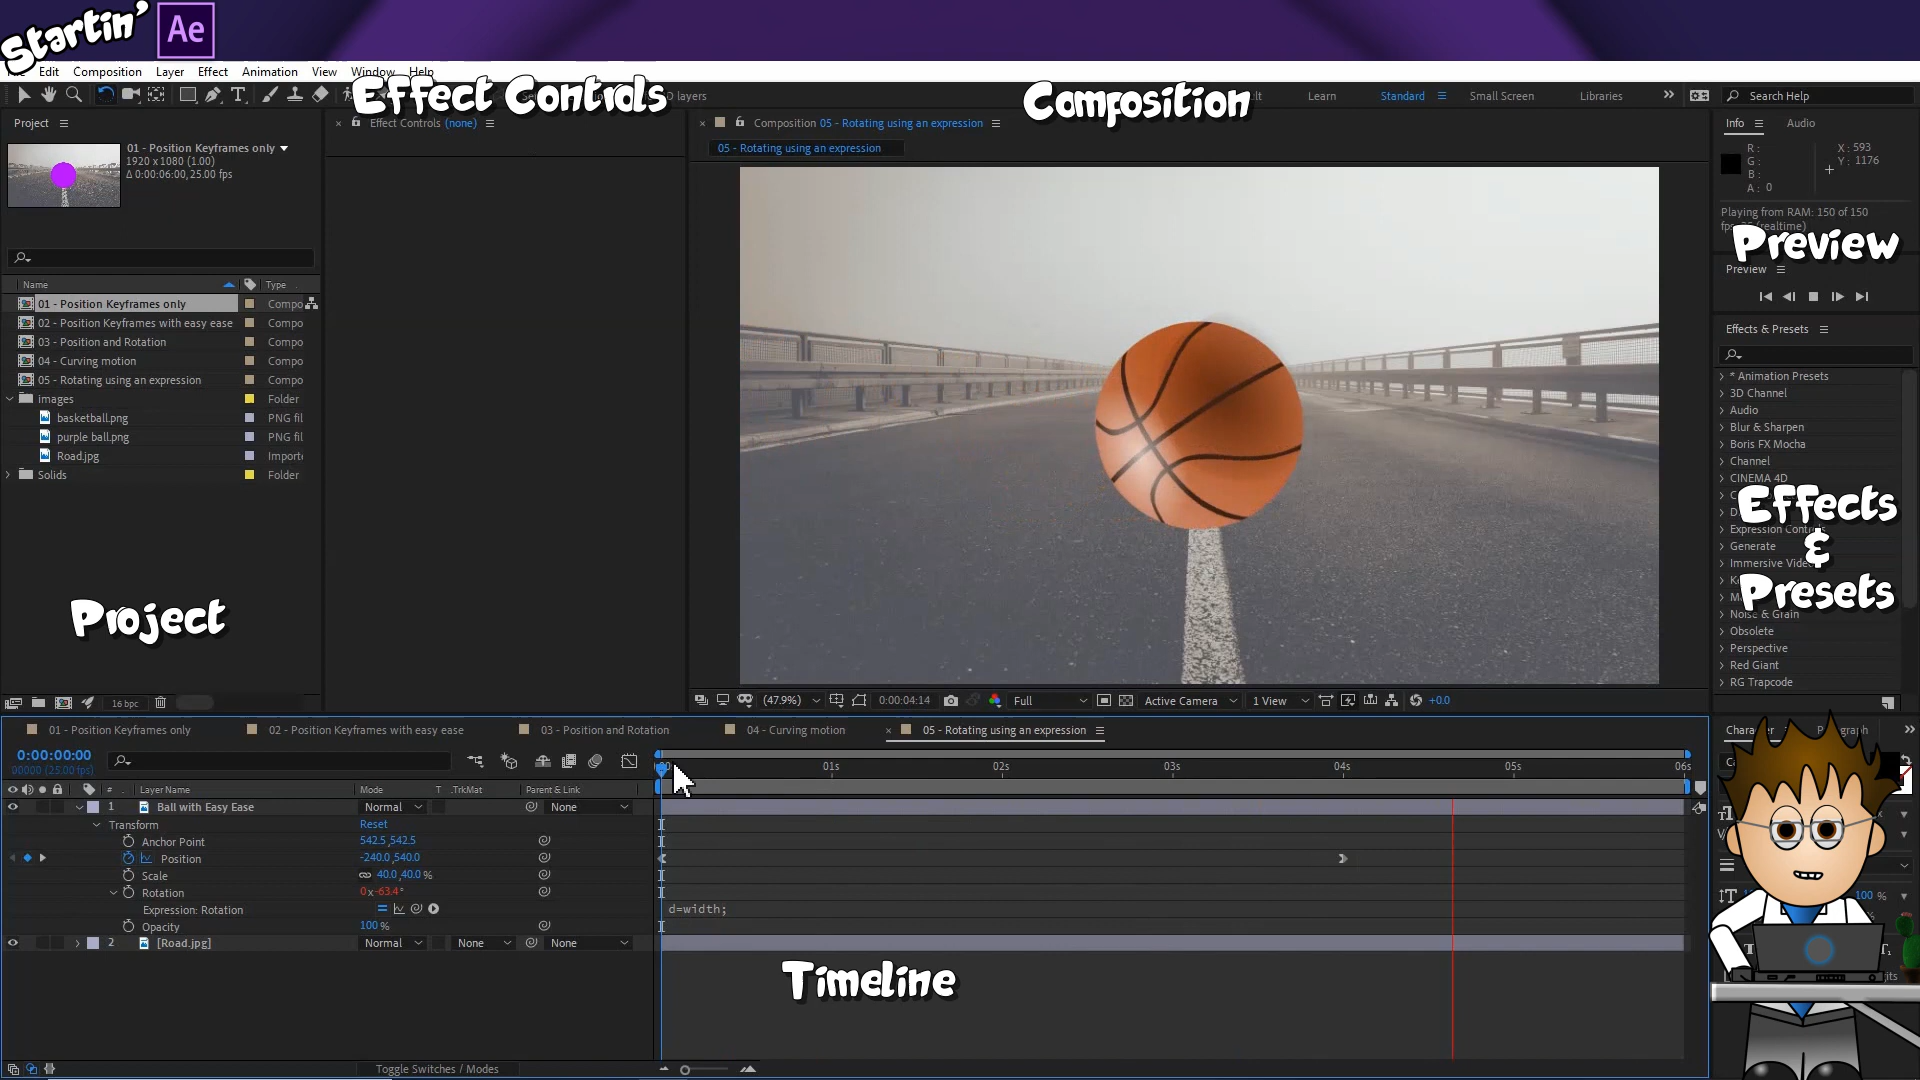 Startin'
Ae
Edit Composition Layer Effect Animation View Window Help
Effect Controls
Composition
D layers
Learn
Standard
Small Screen
Libraries
Search Help
Project
Effect Controls (none)
Composition 05 - Rotating using an expression
05 - Rotating using an expression
Info
Audio
01 - Position Keyframes only
1920 x 1080 (1.00)
Δ 0:00:06:00, 25.00 fps
R :
G :
B :
A : 0
X : 593
Y : 1176
Playing from RAM: 150 of 150
(realtime)
Preview
Preview
Name
Type
01 - Position Keyframes only Compo
02 - Position Keyframes with easy ease Compo
03 - Position and Rotation Compo
04 - Curving motion Compo
05 - Rotating using an expression Compo
images Folder
basketball.png PNG fil
purple ball.png PNG fil
Road.jpg Importe
Solids Folder
Project
16 bpc
Effects & Presets
* Animation Presets
3D Channel
Audio
Blur & Sharpen
Boris FX Mocha
Channel
CINEMA 4D
Expression Controls
Generate
Immersive Video
Noise & Grain
Obsolete
Perspective
Red Giant
RG Trapcode
Effects
&
Presets
(47.9%)
0:00:04:14
Full
Active Camera
1 View
+0.0
01 - Position Keyframes only
02 - Position Keyframes with easy ease
03 - Position and Rotation
04 - Curving motion
05 - Rotating using an expression
0:00:00:00
00000 (25.00 fps)
01s 02s 03s 04s 05s 06s
# Layer Name Mode T .TrkMat Parent & Link
1 Ball with Easy Ease Normal None
Transform Reset
Anchor Point 542.5,542.5
Position -240.0,540.0
Scale 40.0,40.0 %
Rotation 0x-63.4°
Expression: Rotation d=width;
Opacity 100 %
2 [Road.jpg] Normal None None
Timeline
Toggle Switches / Modes
100 %